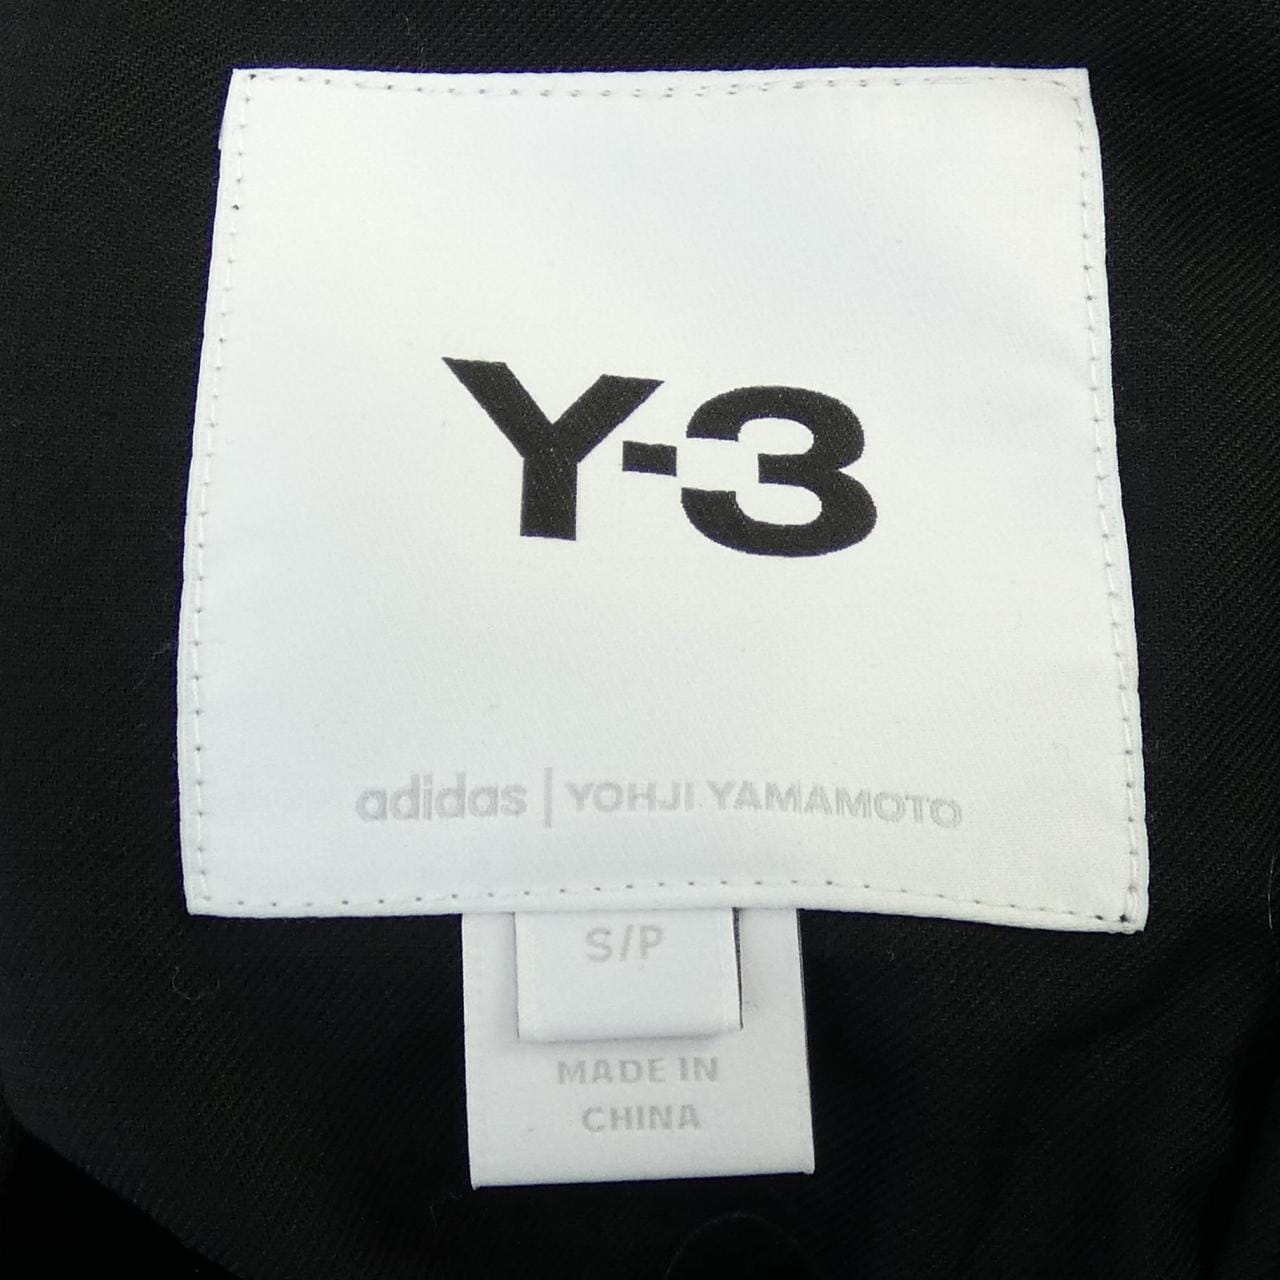 Y-3
adidas | YOHJI YAMAMOTO
S/P
MADE IN
CHINA